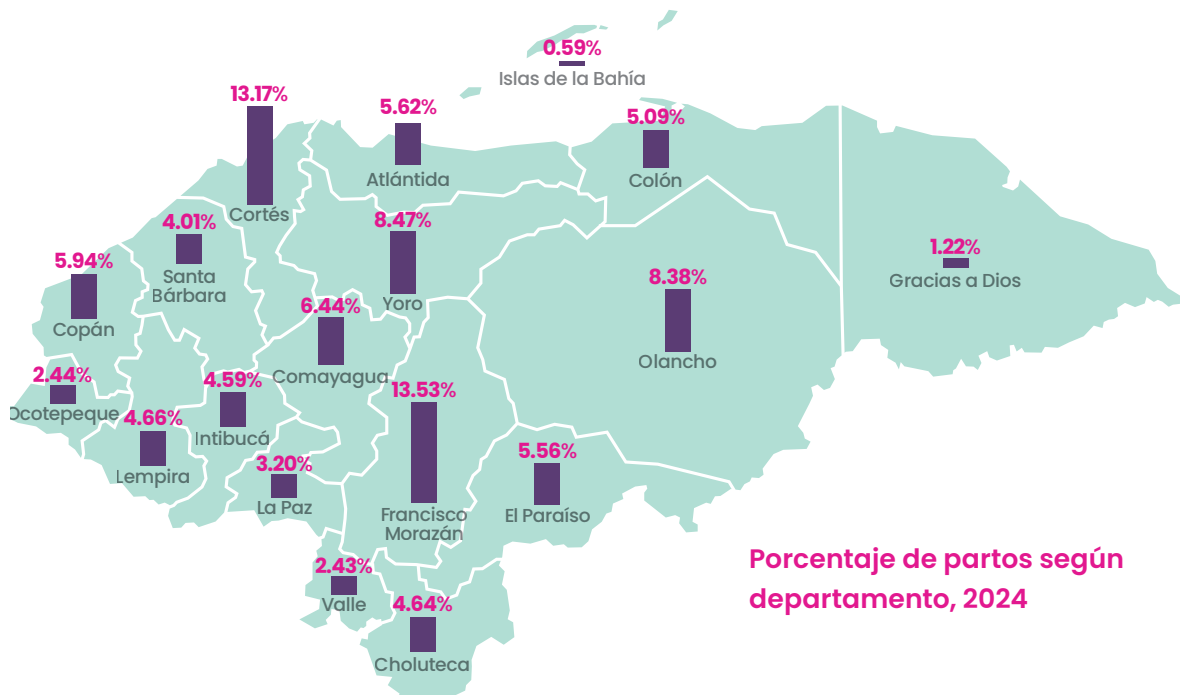 0.59%
Islas de la Bahía
13.17%
Cortés
5.62%
Atlántida
5.09%
Colón
4.01%
Santa
Bárbara
8.47%
Yoro
1.22%
Gracias a Dios
5.94%
Copán
6.44%
Comayagua
8.38%
Olancho
2.44%
Ocotepeque
4.59%
Intibucá
13.53%
Francisco
Morazán
4.66%
Lempira
3.20%
La Paz
5.56%
El Paraíso
2.43%
Valle
4.64%
Choluteca
Porcentaje de partos según
departamento, 2024